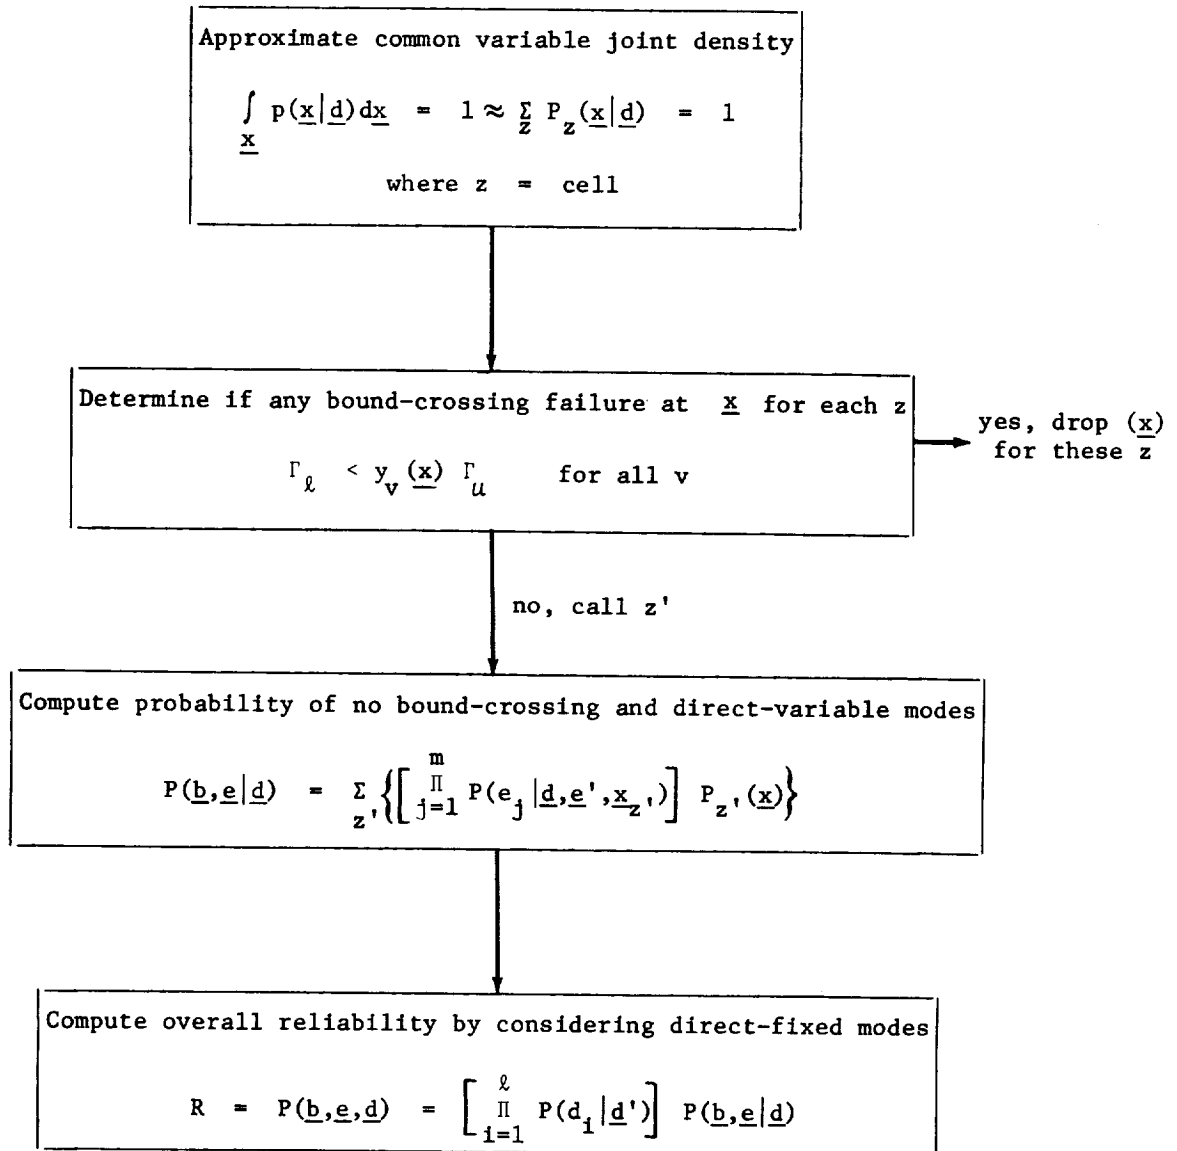 Approximate common variable joint density
∫ p(x̲|d̲)dx̲ = 1 ≈ Σ P_z(x̲|d̲) = 1
x̲ z
where z = cell
Determine if any bound-crossing failure at x̲ for each z
yes, drop (x̲)
for these z
Γ_ℓ < y_v(x̲) Γ_u for all v
no, call z'
Compute probability of no bound-crossing and direct-variable modes
P(b̲,e̲|d̲) = Σ_z' {[ Π_{j=1}^{m} P(e_j|d̲,e̲',x̲_z')] P_z'(x̲)}
Compute overall reliability by considering direct-fixed modes
R = P(b̲,e̲,d̲) = [ Π_{i=1}^{ℓ} P(d_i|d̲')] P(b̲,e̲|d̲)